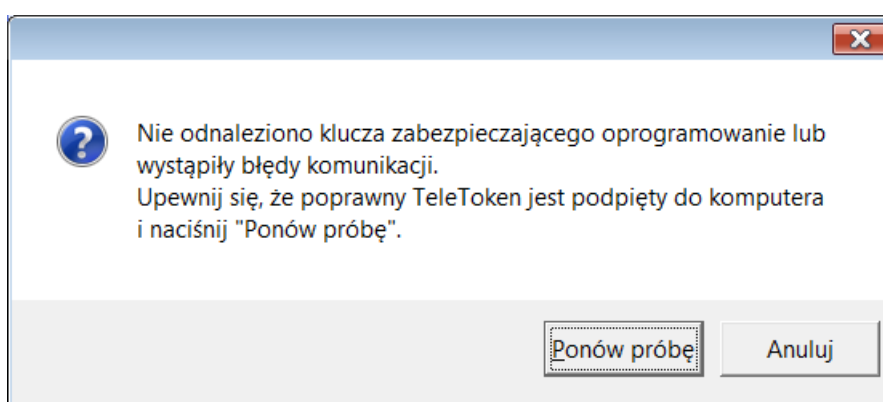 Nie odnaleziono klucza zabezpieczającego oprogramowanie lub
wystąpiły błędy komunikacji.
Upewnij się, że poprawny TeleToken jest podpięty do komputera
i naciśnij "Ponów próbę".
Ponów próbę
Anuluj